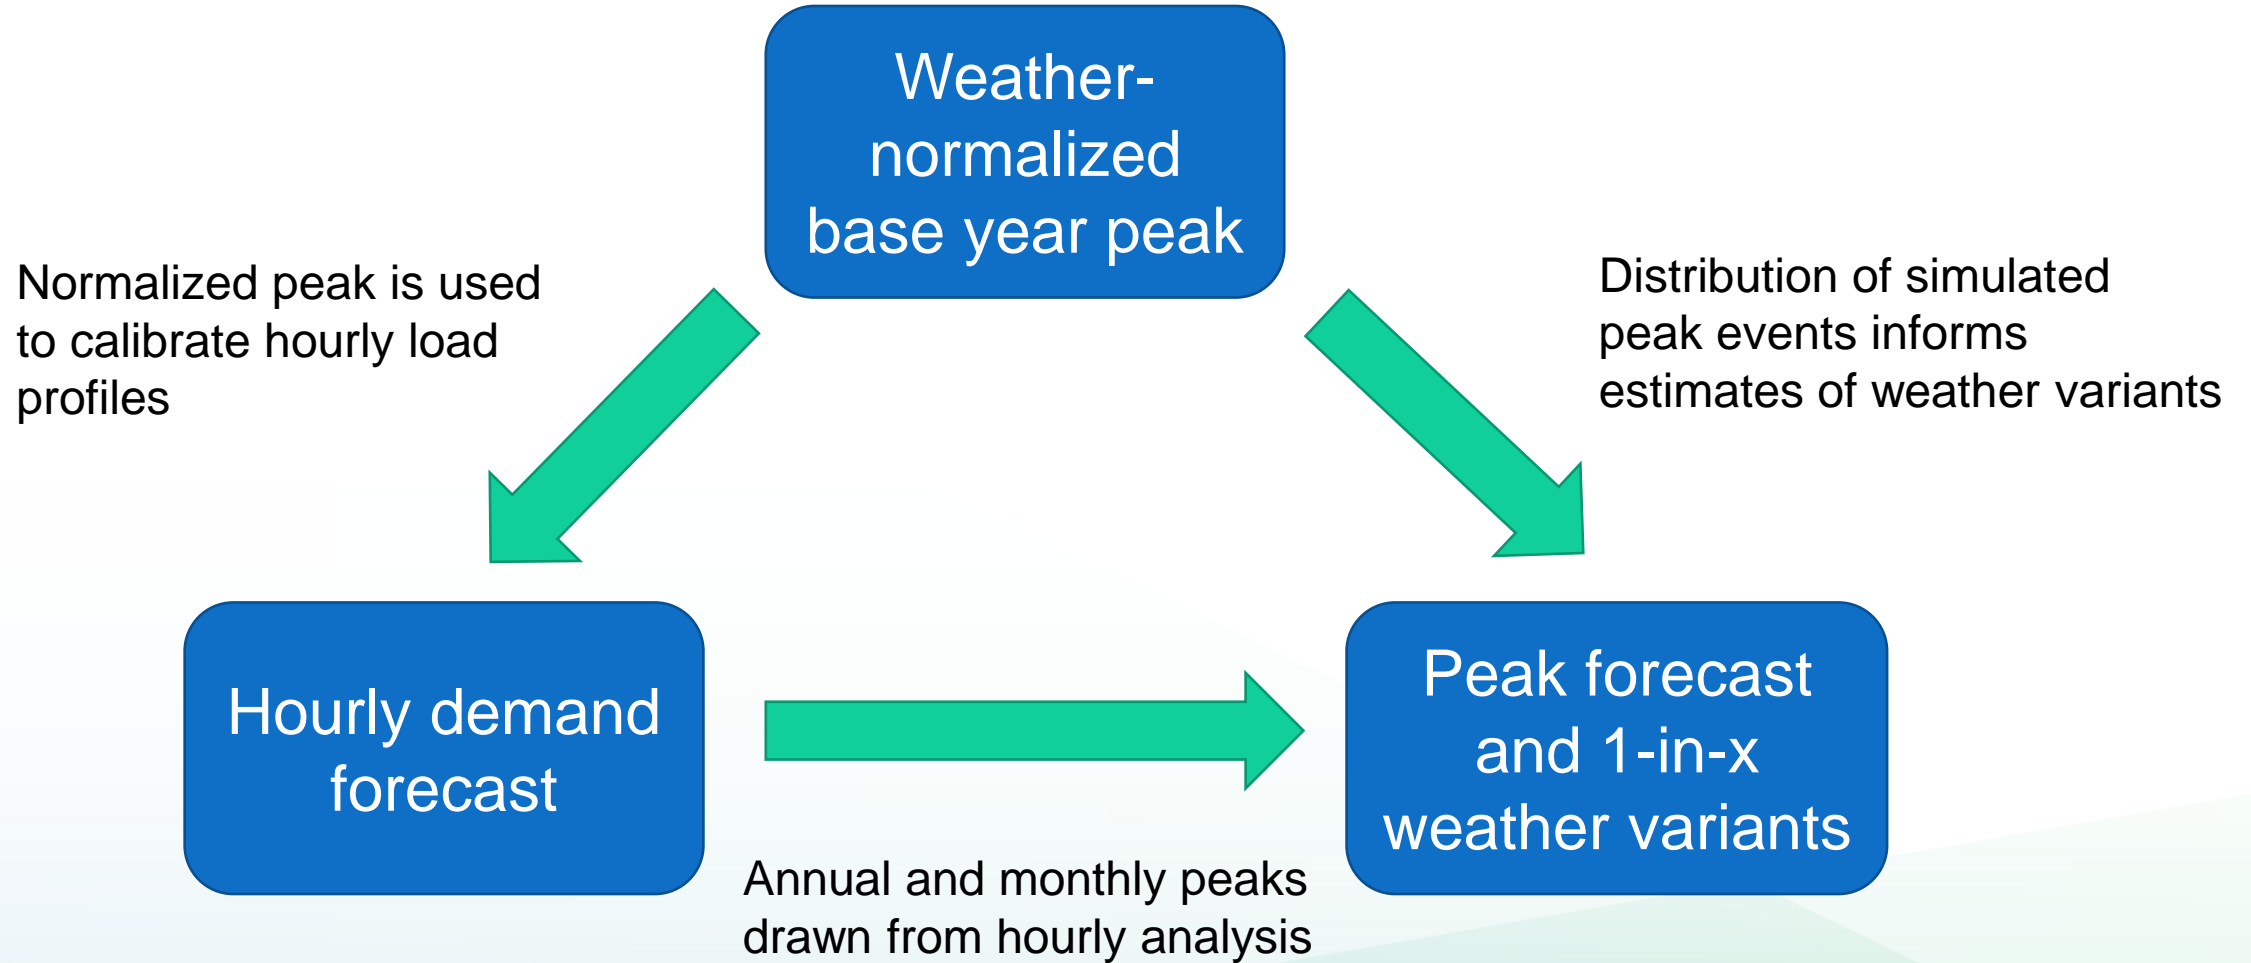 Weather-
normalized
base year peak
Normalized peak is used
to calibrate hourly load
profiles
Distribution of simulated
peak events informs
estimates of weather variants
Hourly demand
forecast
Peak forecast
and 1-in-x
weather variants
Annual and monthly peaks
drawn from hourly analysis